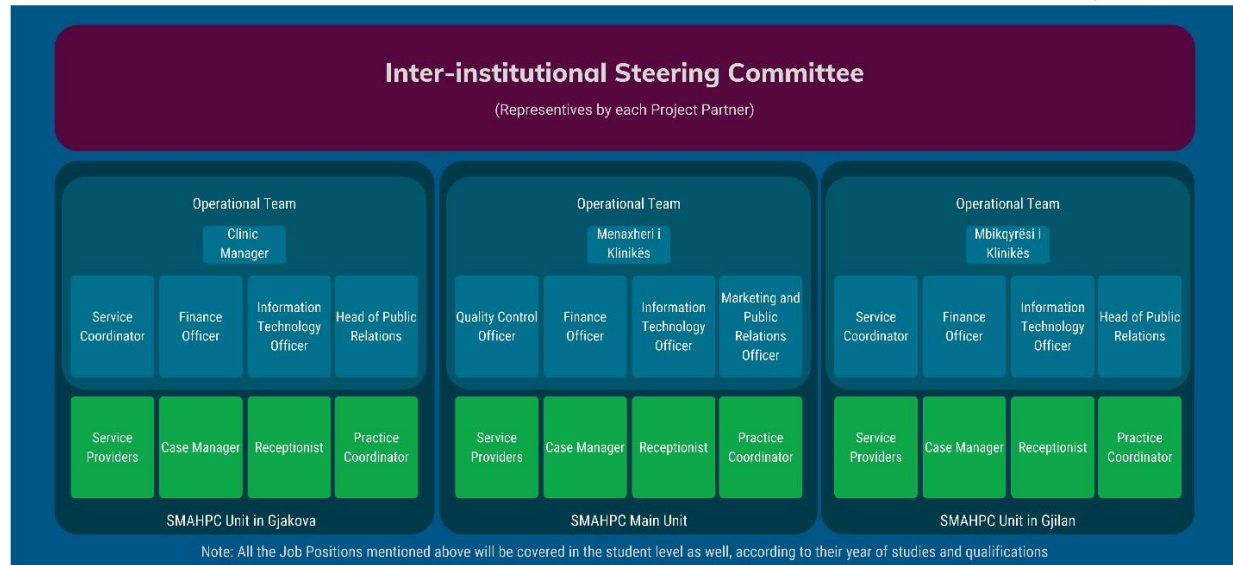 Inter-institutional Steering Committee
(Representives by each Project Partner)
Operational Team
Clinic
Manager
Service
Coordinator
Finance
Officer
Information
Technology
Officer
Head of Public
Relations
Service
Providers
Case Manager
Receptionist
Practice
Coordinator
SMAHPC Unit in Gjakova
Operational Team
Menaxheri i
Klinikës
Quality Control
Officer
Finance
Officer
Information
Technology
Officer
Marketing and
Public
Relations
Officer
Service
Providers
Case Manager
Receptionist
Practice
Coordinator
SMAHPC Main Unit
Operational Team
Mbikqyrësi i
Klinikës
Service
Coordinator
Finance
Officer
Information
Technology
Officer
Head of Public
Relations
Service
Providers
Case Manager
Receptionist
Practice
Coordinator
SMAHPC Unit in Gjilan
Note: All the Job Positions mentioned above will be covered in the student level as well, according to their year of studies and qualifications